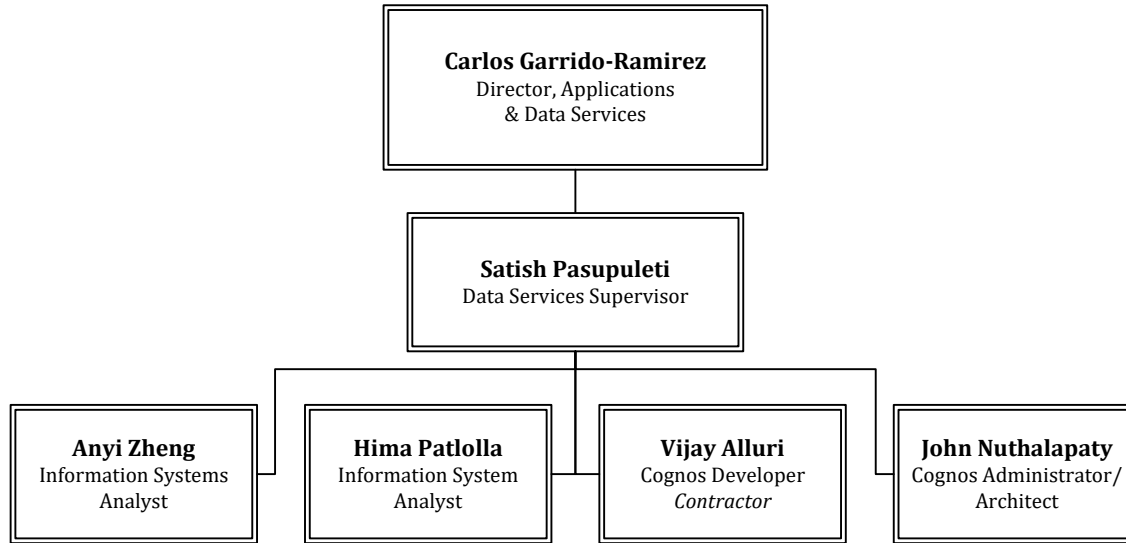 Carlos Garrido-Ramirez
Director, Applications
& Data Services
Satish Pasupuleti
Data Services Supervisor
Anyi Zheng
Information Systems
Analyst
Hima Patlolla
Information System
Analyst
Vijay Alluri
Cognos Developer
Contractor
John Nuthalapaty
Cognos Administrator/
Architect